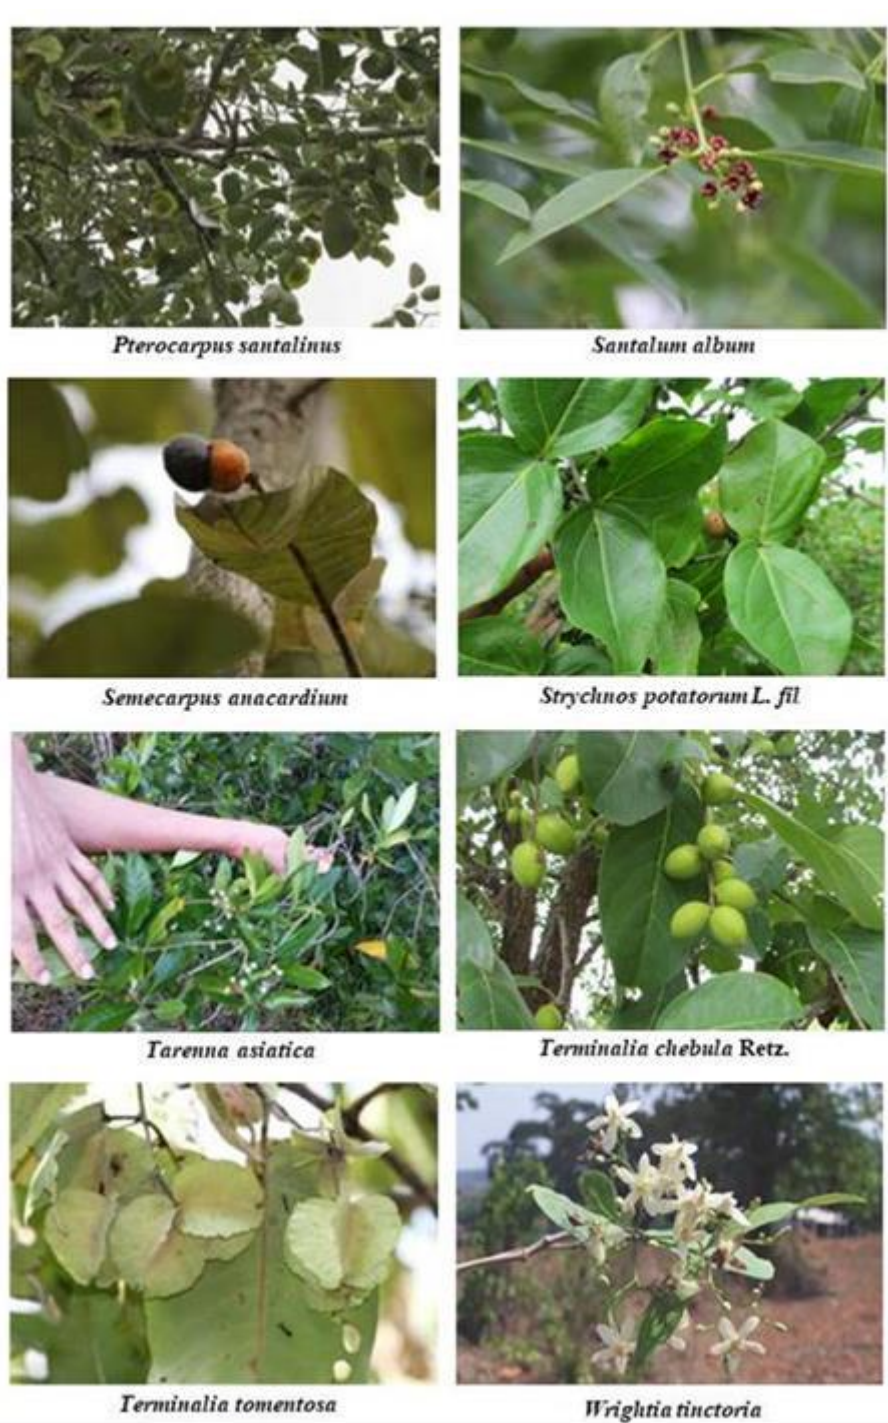 Pterocarpus santalinus
Santalum album
Semecarpus anacardium
Strychnos potatorum L. fil
Tarenna asiatica
Terminalia chebula Retz.
Terminalia tomentosa
Wrightia tinctoria